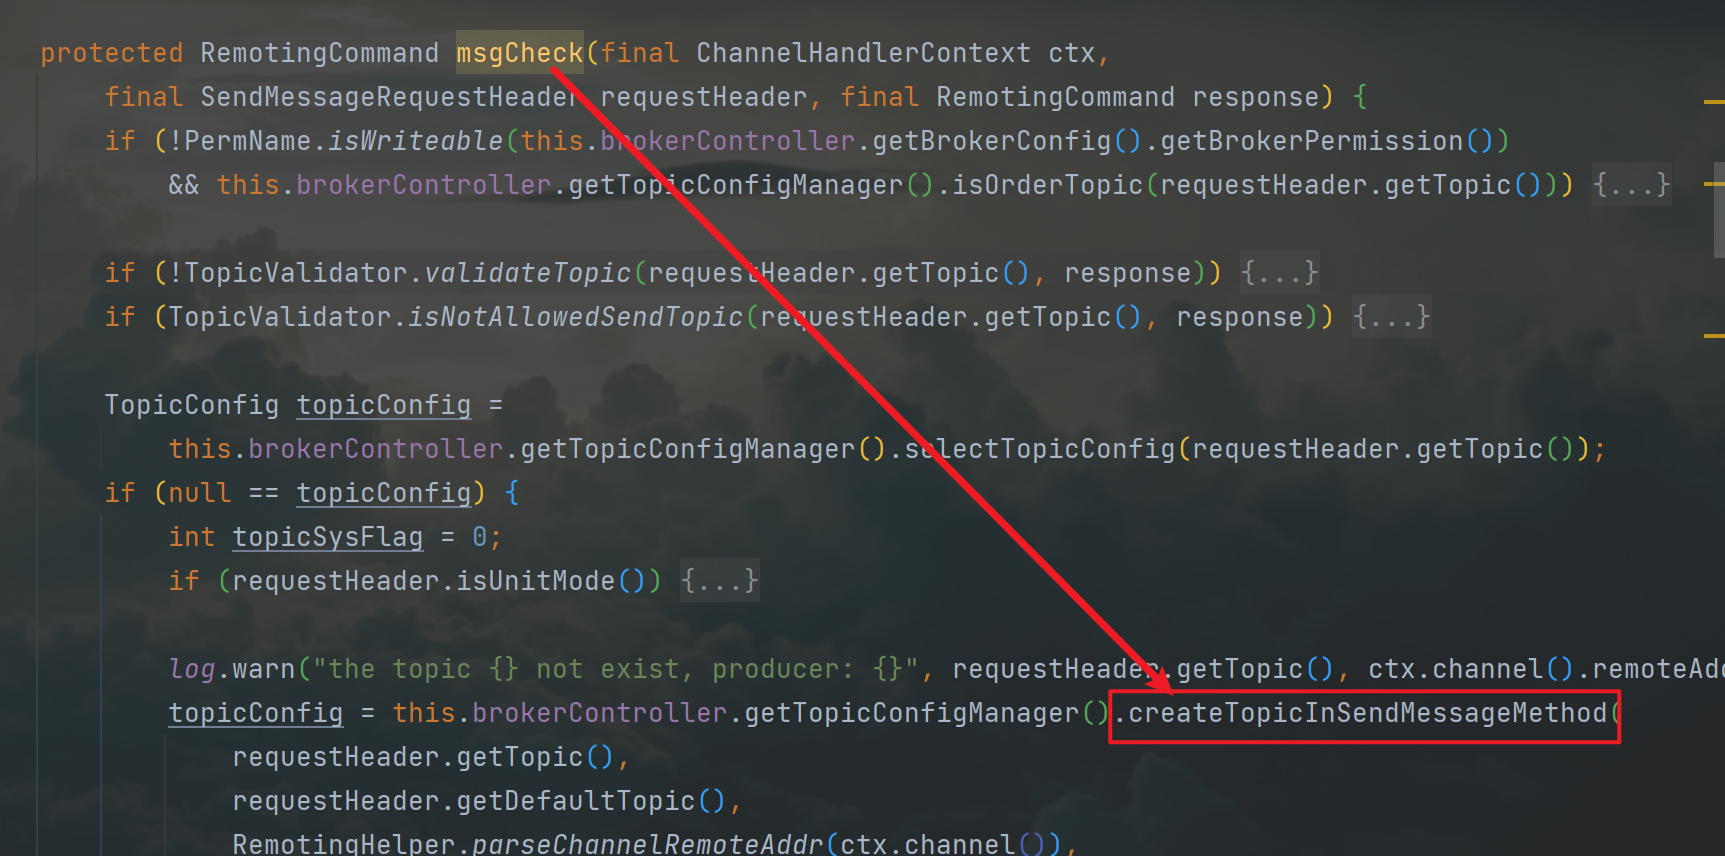 protected RemotingCommand msgCheck(final ChannelHandlerContext ctx,
final SendMessageRequestHeader requestHeader, final RemotingCommand response) {
if (!PermName.isWriteable(this.brokerController.getBrokerConfig().getBrokerPermission())
&& this.brokerController.getTopicConfigManager().isOrderTopic(requestHeader.getTopic())) {...}
if (!TopicValidator.validateTopic(requestHeader.getTopic(), response)) {...}
if (TopicValidator.isNotAllowedSendTopic(requestHeader.getTopic(), response)) {...}
TopicConfig topicConfig =
this.brokerController.getTopicConfigManager().selectTopicConfig(requestHeader.getTopic());
if (null == topicConfig) {
int topicSysFlag = 0;
if (requestHeader.isUnitMode()) {...}
log.warn("the topic {} not exist, producer: {}", requestHeader.getTopic(), ctx.channel().remoteAdd
topicConfig = this.brokerController.getTopicConfigManager().createTopicInSendMessageMethod(
requestHeader.getTopic(),
requestHeader.getDefaultTopic(),
RemotingHelper.parseChannelRemoteAddr(ctx.channel()),